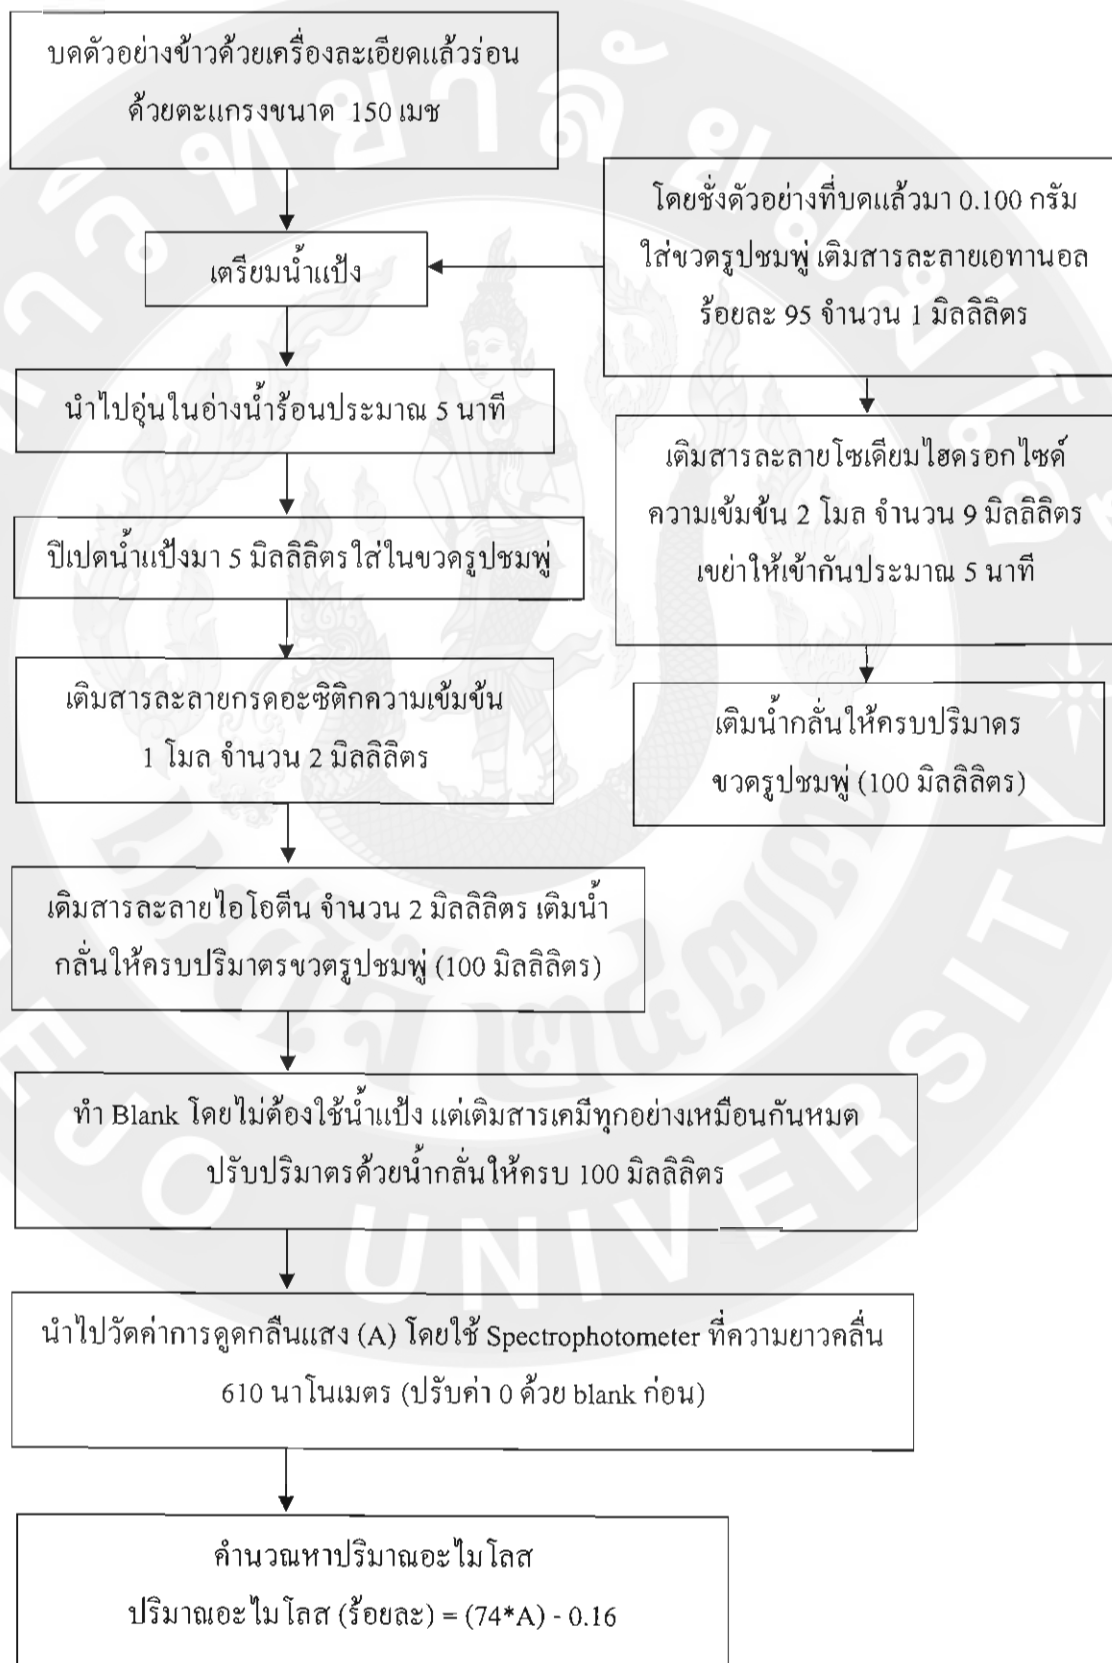 บดตัวอย่างข้าวด้วยเครื่องละเอียดแล้วร่อน
ด้วยตะแกรงขนาด 150 เมช
โดยชั่งตัวอย่างที่บดแล้วมา 0.100 กรัม
ใส่ขวดรูปชมพู่ เติมสารละลายเอทานอล
ร้อยละ 95 จำนวน 1 มิลลิลิตร
เตรียมน้ำแป้ง
นำไปอุ่นในอ่างน้ำร้อนประมาณ 5 นาที
เติมสารละลายโซเดียมไฮดรอกไซด์
ความเข้มข้น 2 โมล จำนวน 9 มิลลิลิตร
เขย่าให้เข้ากันประมาณ 5 นาที
ปีเปตน้ำแป้งมา 5 มิลลิลิตร ใส่ในขวดรูปชมพู่
เติมสารละลายกรดอะซิติกความเข้มข้น
1 โมล จำนวน 2 มิลลิลิตร
เติมน้ำกลั่นให้ครบปริมาตร
ขวดรูปชมพู่ (100 มิลลิลิตร)
เติมสารละลายไอโอดีน จำนวน 2 มิลลิลิตร เติมน้ำ
กลั่นให้ครบปริมาตรขวดรูปชมพู่ (100 มิลลิลิตร)
ทำ Blank โดยไม่ต้องใช้น้ำแป้ง แต่เติมสารเคมีทุกอย่างเหมือนกันหมด
ปรับปริมาตรด้วยน้ำกลั่นให้ครบ 100 มิลลิลิตร
นำไปวัดค่าการดูดกลืนแสง (A) โดยใช้ Spectrophotometer ที่ความยาวคลื่น
610 นาโนเมตร (ปรับค่า 0 ด้วย blank ก่อน)
คำนวณหาปริมาณอะไมโลส
ปริมาณอะไมโลส (ร้อยละ) = (74*A) - 0.16
UNIVERSITY